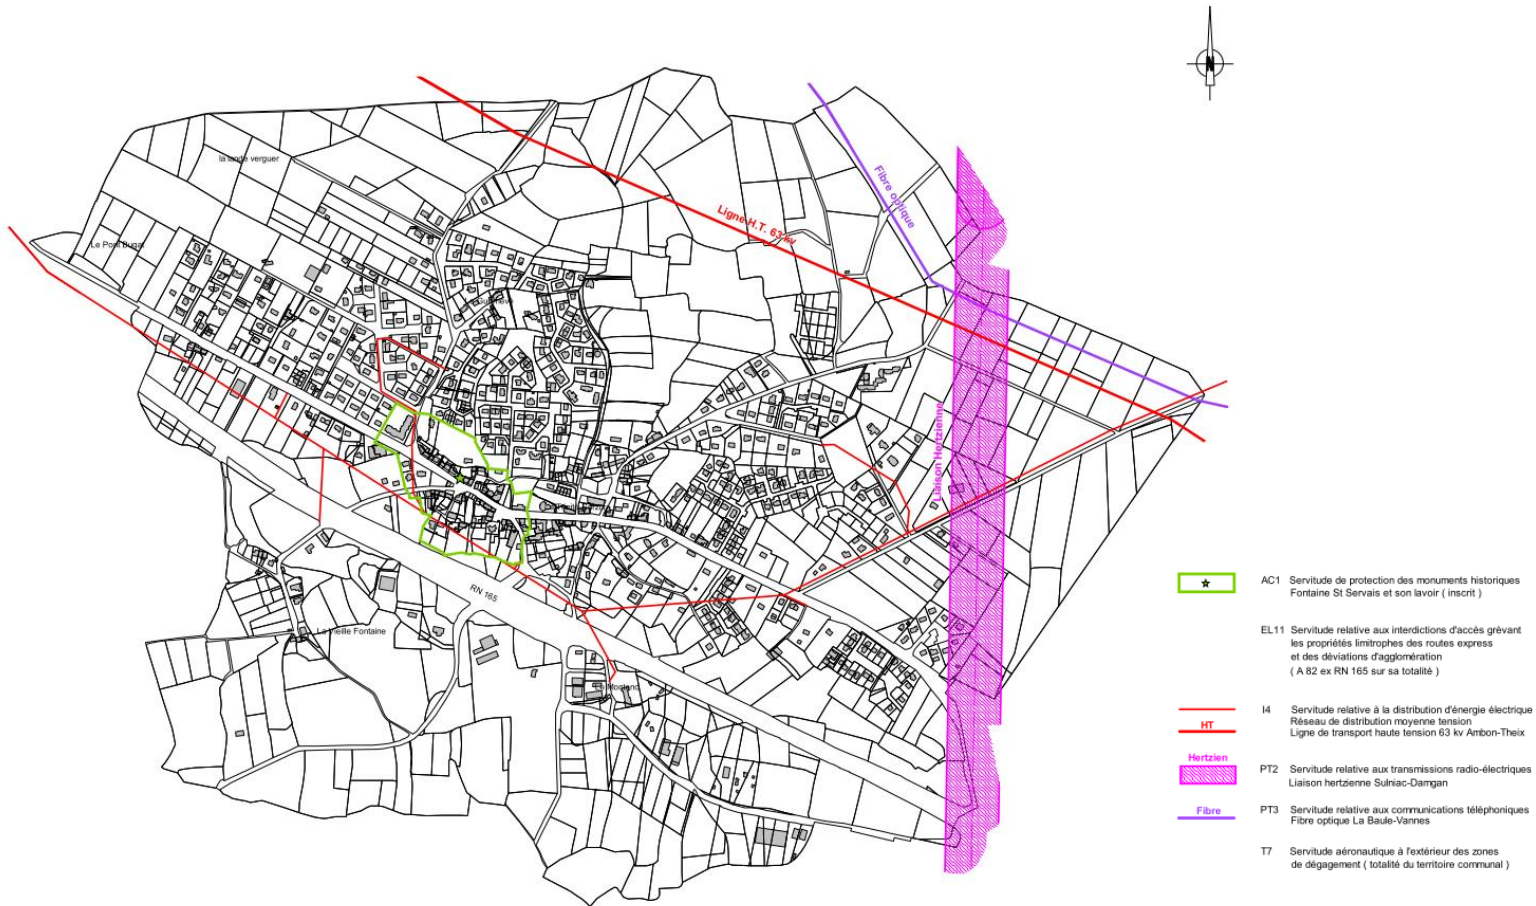 N
la lande verguer
Le Pont Bugat
Fibre optique
Ligne H.T. 63 kv
Liaison Hertzienne
RN 165
La Vieille Fontaine
AC1 Servitude de protection des monuments historiques
Fontaine St Servais et son lavoir ( inscrit )
EL11 Servitude relative aux interdictions d'accès grèvant
les propriétés limitrophes des routes express
et des déviations d'agglomération
( A 82 ex RN 165 sur sa totalité )
I4 Servitude relative à la distribution d'énergie électrique
Réseau de distribution moyenne tension
HT
Ligne de transport haute tension 63 kv Ambon-Theix
Hertzien
PT2 Servitude relative aux transmissions radio-électriques
Liaison hertzienne Sulniac-Damgan
Fibre
PT3 Servitude relative aux communications téléphoniques
Fibre optique La Baule-Vannes
T7 Servitude aéronautique à l'extérieur des zones
de dégagement ( totalité du territoire communal )